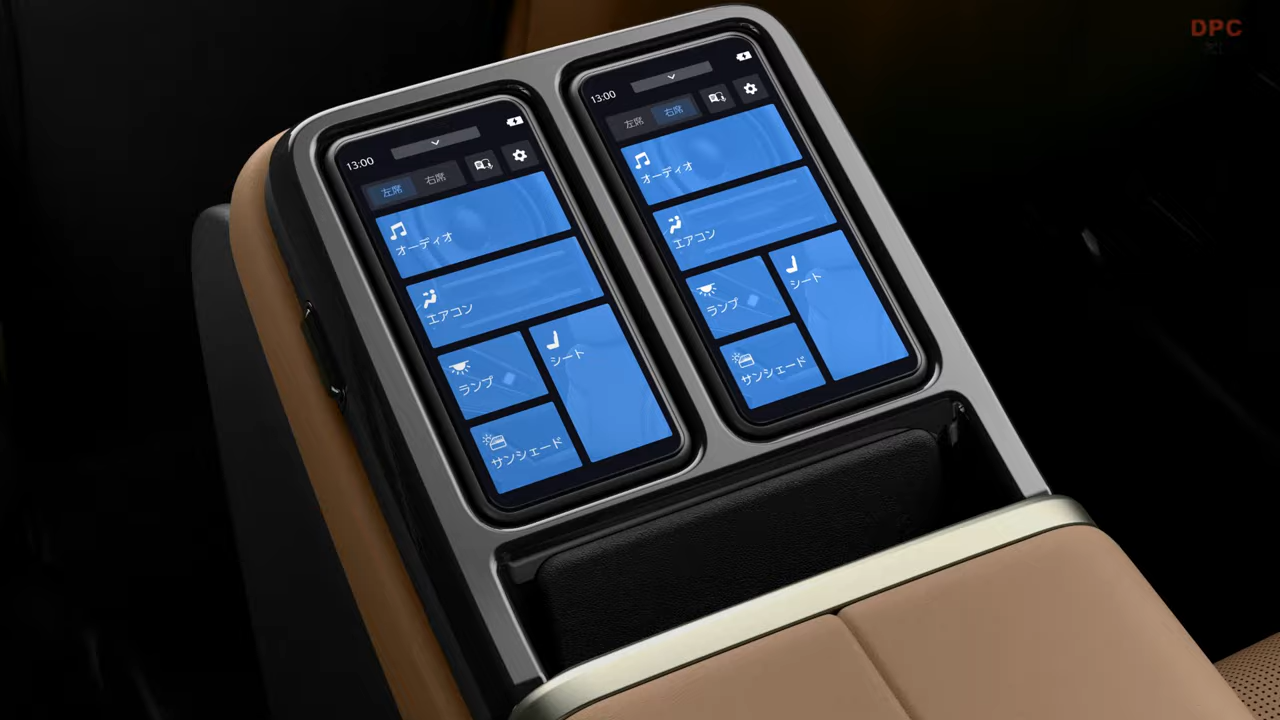 DPC
13:00
左席 右席
オーディオ
エアコン
ランプ
シート
サンシェード
13:00
左席 右席
オーディオ
エアコン
ランプ
シート
サンシェード